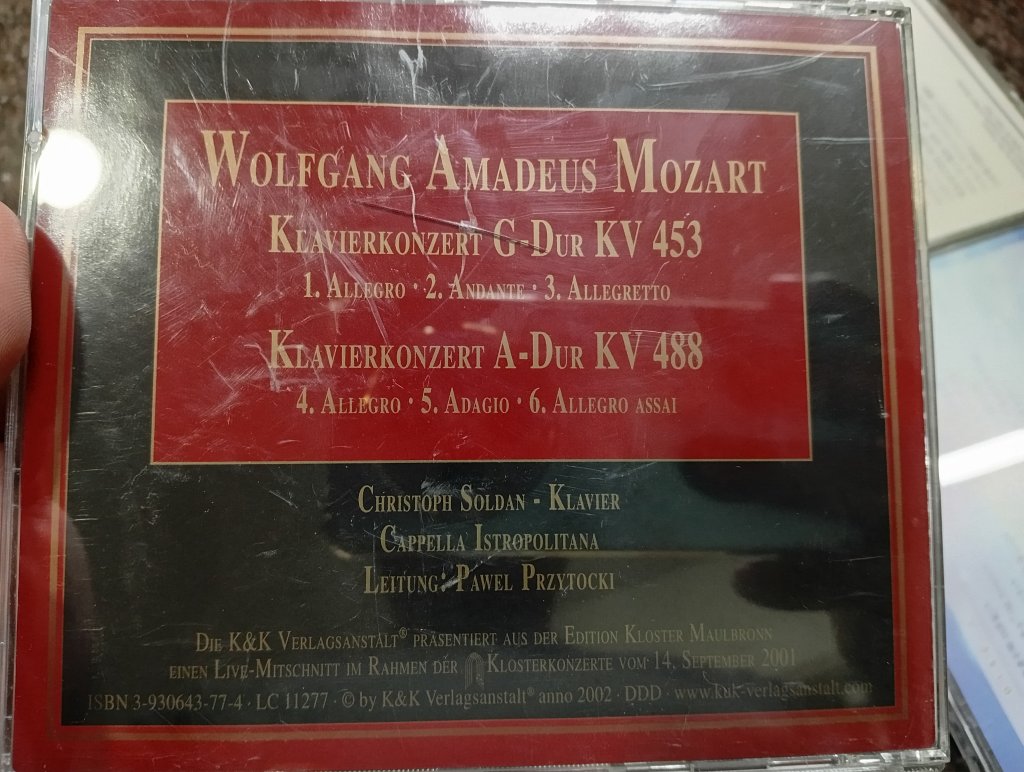 WOLFGANG AMADEUS MOZART
KLAVIERKONZERT G-DUR KV 453
1. ALLEGRO · 2. ANDANTE · 3. ALLEGRETTO
KLAVIERKONZERT A-DUR KV 488
4. ALLEGRO · 5. ADAGIO · 6. ALLEGRO ASSAI
CHRISTOPH SOLDAN - KLAVIER
CAPPELLA ISTROPOLITANA
LEITUNG: PAWEL PRZYTOCKI
DIE K&K VERLAGSANSTALT® PRÄSENTIERT AUS DER EDITION KLOSTER MAULBRONN
EINEN LIVE-MITSCHNITT IM RAHMEN DER KLOSTERKONZERTE VOM 14. SEPTEMBER 2001
ISBN 3-930643-77-4 · LC 11277 · © by K&K Verlagsanstalt® anno 2002 · DDD · www.kuk-verlagsanstalt.com